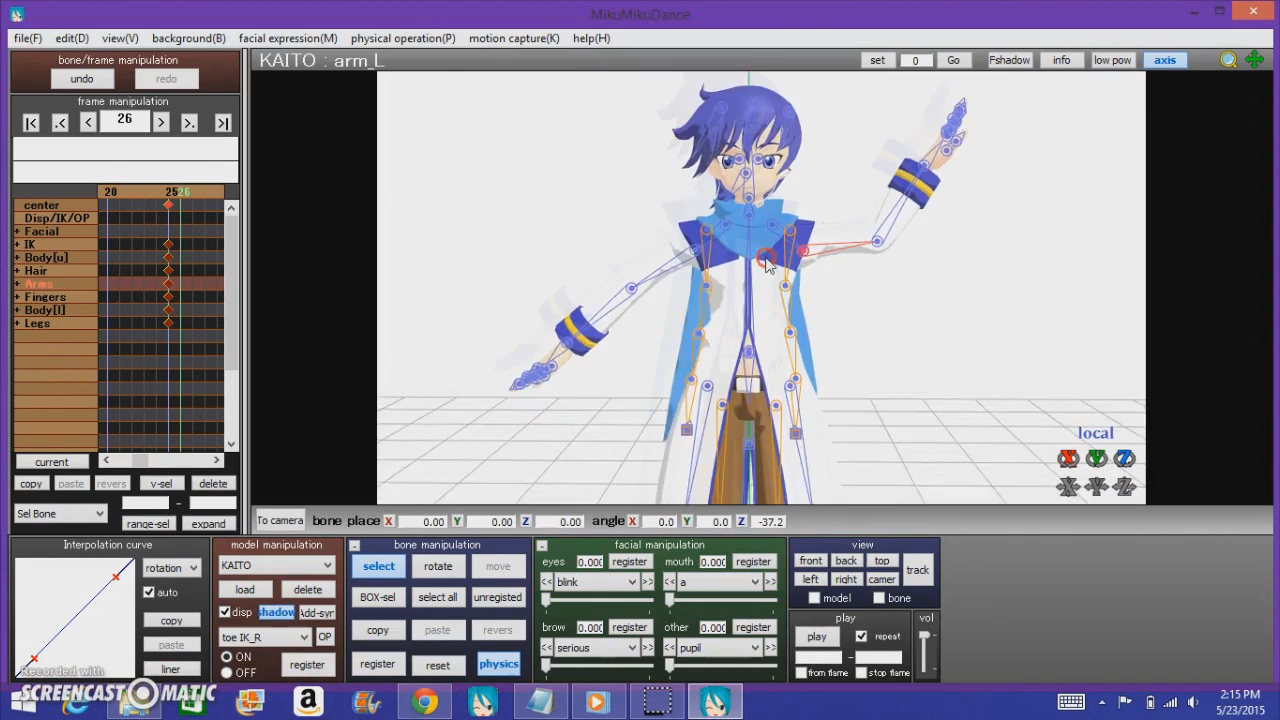 MikuMikuDance
file(F) edit(D) view(V) background(B) facial expression(M) physical operation(P) motion capture(K) help(H)
bone/frame manipulation
undo redo
KAITO : arm_L
set 0 Go Fshadow info low pow axis
frame manipulation
|< .< < 26 > >. >|
20 25 26
center
Disp/IK/OP
+ Facial
+ IK
+ Body[u]
+ Hair
+ Arms
+ Fingers
+ Body[l]
+ Legs
current
copy paste revers v-sel delete
Sel Bone -
range-sel expand
local
X Y Z
X Y Z
To camera bone place X 0.00 Y 0.00 Z 0.00 angle X 0.0 Y 0.0 Z -37.2
Interpolation curve
rotation
auto
copy
paste
liner
model manipulation
KAITO
load delete
disp shadow Add-syn
toe IK_R OP
ON
OFF
register
- bone manipulation
select rotate move
BOX-sel select all unregisted
copy paste revers
register reset physics
- facial manipulation
eyes 0.000 register mouth 0.000 register
<< blink >> << a >>
brow 0.000 register other 0.000 register
<< serious >> << pupil >>
view
front back top
left right camer
track
model bone
play
play repeat
-
from flame stop flame
vol
Recorded with
SCREENCAST MATIC
a
2:15 PM
5/23/2015